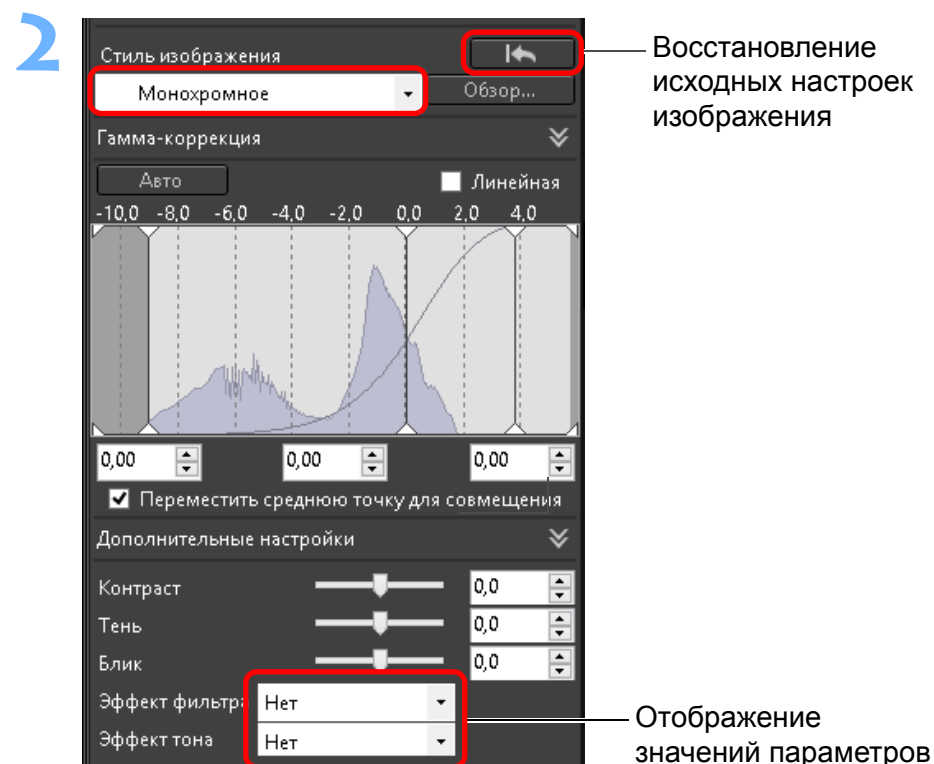 2
Стиль изображения
Восстановление
исходных настроек
изображения
Монохромное
Обзор...
Гамма-коррекция
Авто
Линейная
-10,0 -8,0 -6,0 -4,0 -2,0 0,0 2,0 4,0
0,00 0,00 0,00
Переместить среднюю точку для совмещения
Дополнительные настройки
Контраст 0,0
Тень 0,0
Блик 0,0
Эффект фильтра Нет
Эффект тона Нет
Отображение
значений параметров